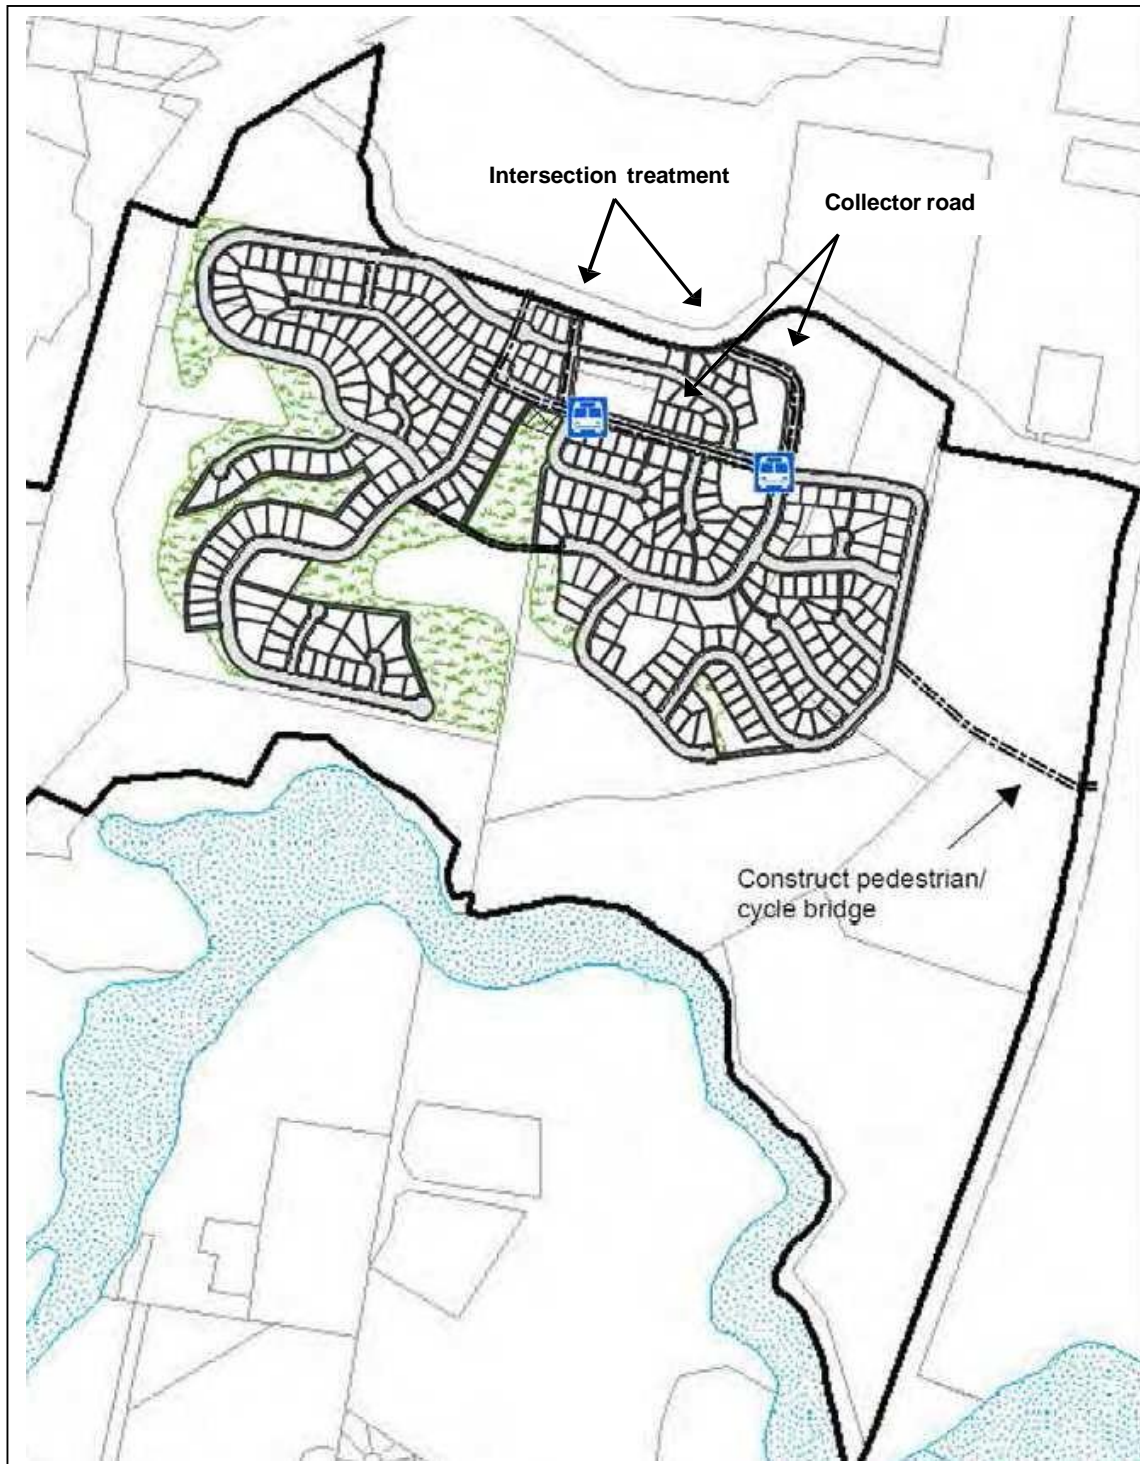 Intersection treatment
Collector road
Construct pedestrian/
cycle bridge